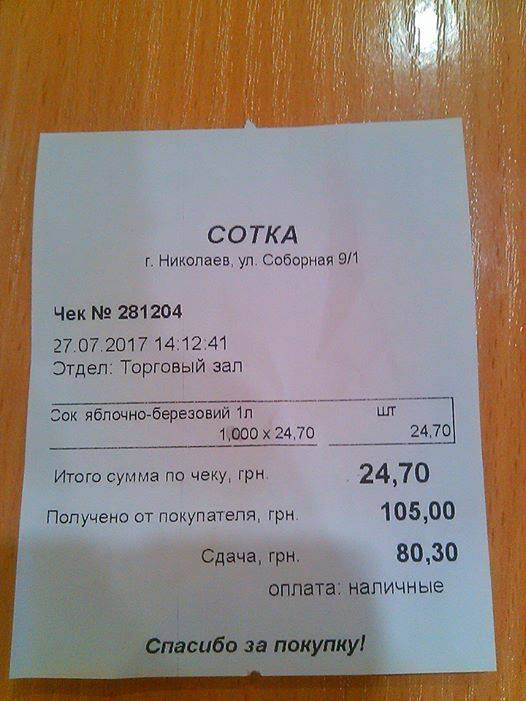 СОТКА
г. Николаев, ул. Соборная 9/1
Чек № 281204
27.07.2017 14:12:41
Отдел: Торговый зал
Сок яблочно-березовий 1л шт
1,000 x 24,70 24,70
Итого сумма по чеку, грн. 24,70
Получено от покупателя, грн. 105,00
Сдача, грн. 80,30
оплата: наличные
Спасибо за покупку!